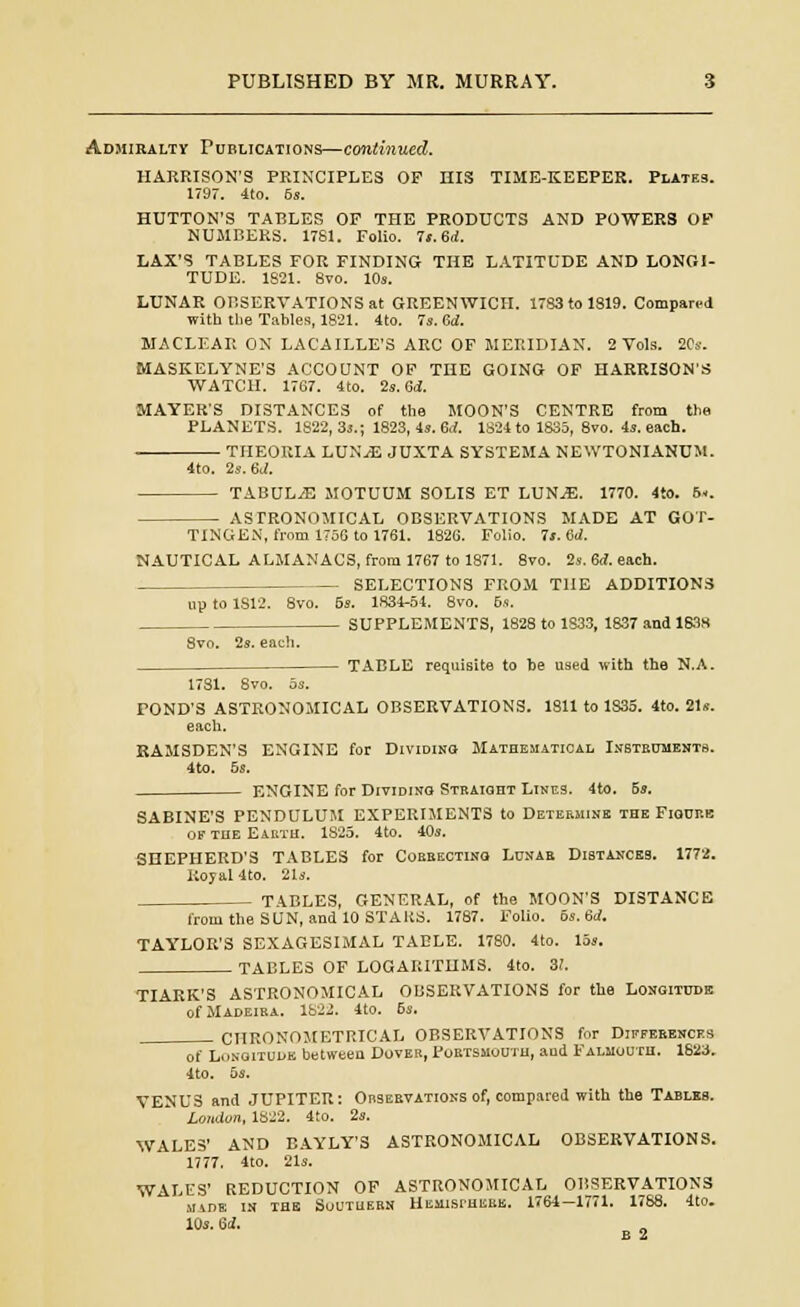 PUBLISHED BY MR. MURRAY. 3
ADMIRALTY PUBLICATIONS—continued.
HARRISON'S PRINCIPLES OF HIS TIME-KEEPER. PLATES.
1797. 4to. 5s.
HUTTON'S TABLES OF THE PRODUCTS AND POWERS OF
NUMBERS. 1781. Folio. 7s. 6d.
LAX'S TABLES FOR FINDING THE LATITUDE AND LONGI-
TUDE. 1821. 8vo. 10s.
LUNAR OBSERVATIONS at GREENWICH. 1783 to 1819. Compared
with the Tables, 1821. 4to. 7s. 6d.
MACLEAR ON LACAILLE'S ARC OF MERIDIAN. 2 Vols. 20s.
MASKELYNE'S ACCOUNT OF THE GOING OF HARRISON'S
WATCH. 1767. 4to. 2s. 6d.
MAYER'S DISTANCES of the MOON'S CENTRE from the
PLANETS. 1822, 3s.; 1823, 4s. 6d. 1824 to 1835, 8vo. 4s. each.
——— THEORIA LUNÆ JUXTA SYSTEMA NEWTONIANUM.
4to. 2s. 6d.
——— TABULÆ MOTUUM SOLIS ET LUNÆ. 1770. 4to. 5s.
——— ASTRONOMICAL OBSERVATIONS MADE AT GOT-
TINGEN, from 1756 to 1761. 1826. Folio. 7s. 6d.
NAUTICAL ALMANACS, from 1767 to 1871. 8vo. 2s. 6d. each.
——— SELECTIONS FROM THE ADDITIONS
up to 1812. 8vo. 5s. 1834-54. 8vo. 5s.
——— SUPPLEMENTS, 1828 to 1833, 1837 and 1838
8vo. 2s. each.
——— TABLE requisite to be used with the N.A.
1781. 8vo. 5s.
POND'S ASTRONOMICAL OBSERVATIONS. 1811 to 1835. 4to. 21s.
each.
RAMSDEN'S ENGINE for DIVIDING MATHEMATICAL INSTRUMENTS.
4to. 5s.
——— ENGINE for DIVIDING STRAIGHT LINES. 4to. 5s.
SABINE'S PENDULUM EXPERIMENTS to DETERMINE THE FIGURE
OF THE EARTH. 1825. 4to. 40s.
SHEPHERD'S TABLES for CORRECTING LUNAR DISTANCES. 1772.
Royal 4to. 21s.
——— TABLES, GENERAL, of the MOON'S DISTANCE
from the SUN, and 10 STARS. 1787. Folio. 5s. 6d.
TAYLOR'S SEXAGESIMAL TABLE. 1780. 4to. 15s.
——— TABLES OF LOGARITHMS. 4to. 3l.
TIARK'S ASTRONOMICAL OBSERVATIONS for the LONGITUDE
of MADEIRA. 1822. 4to. 5s.
——— CHRONOMETRICAL OBSERVATIONS for DIFFERENCES
of LONGITUDE between DOVER, PORTSMOUTH, and FALMOUTH. 1823.
4to. 5s.
VENUS and JUPITER: OBSERVATIONS of, compared with the TABLES.
London, 1822. 4to. 2s.
WALES' AND BAYLY'S ASTRONOMICAL OBSERVATIONS.
1777. 4to. 21s.
WALES' REDUCTION OF ASTRONOMICAL OBSERVATIONS
MADE IN THE SOUTHERN HEMISPHERE. 1764-1771. 1788. 4to.
10s. 6d.
B 2